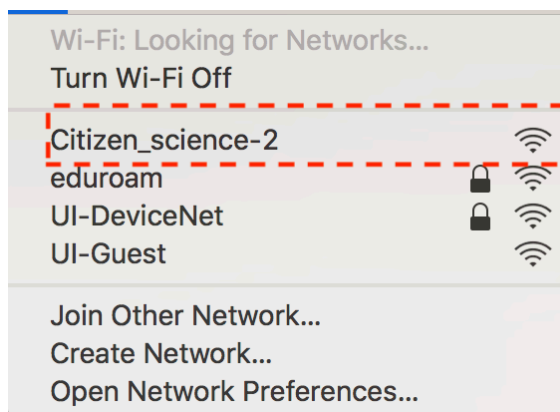 Wi-Fi: Looking for Networks...
Turn Wi-Fi Off
Citizen_science-2
eduroam
UI-DeviceNet
UI-Guest
Join Other Network...
Create Network...
Open Network Preferences...